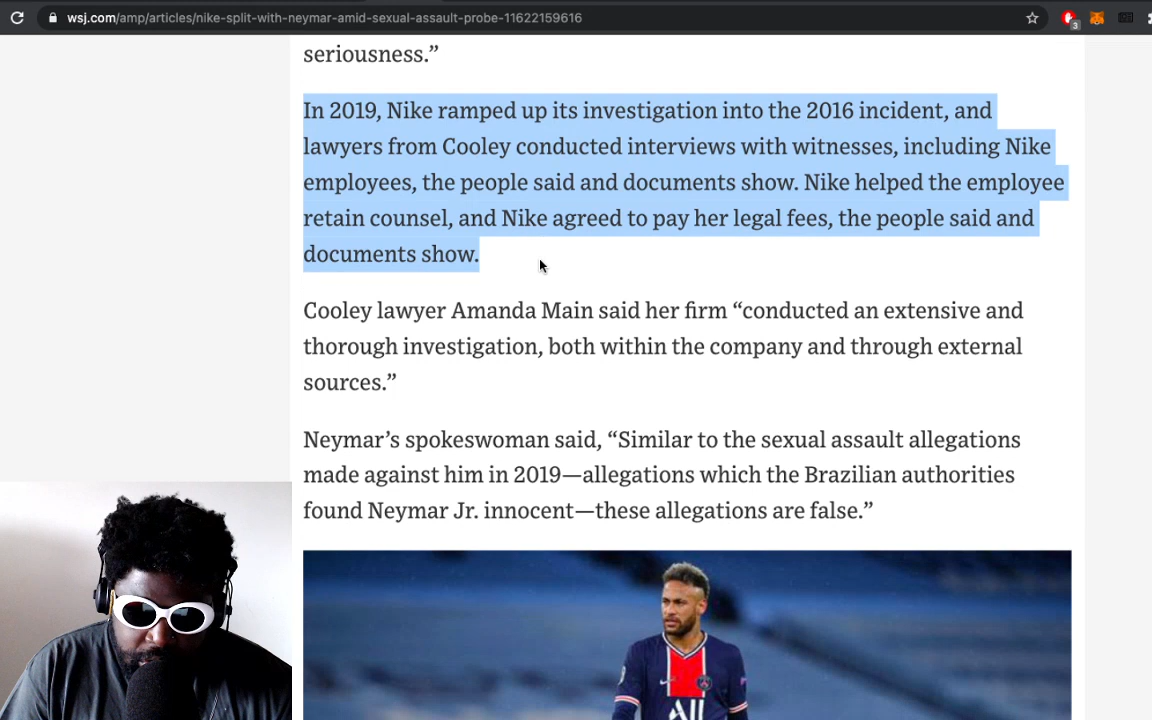 wsj.com/amp/articles/nike-split-with-neymar-amid-sexual-assault-probe-11622159616
3
seriousness.”
In 2019, Nike ramped up its investigation into the 2016 incident, and
lawyers from Cooley conducted interviews with witnesses, including Nike
employees, the people said and documents show. Nike helped the employee
retain counsel, and Nike agreed to pay her legal fees, the people said and
documents show.
Cooley lawyer Amanda Main said her firm “conducted an extensive and
thorough investigation, both within the company and through external
sources.”
Neymar’s spokeswoman said, “Similar to the sexual assault allegations
made against him in 2019—allegations which the Brazilian authorities
found Neymar Jr. innocent—these allegations are false.”
ALL